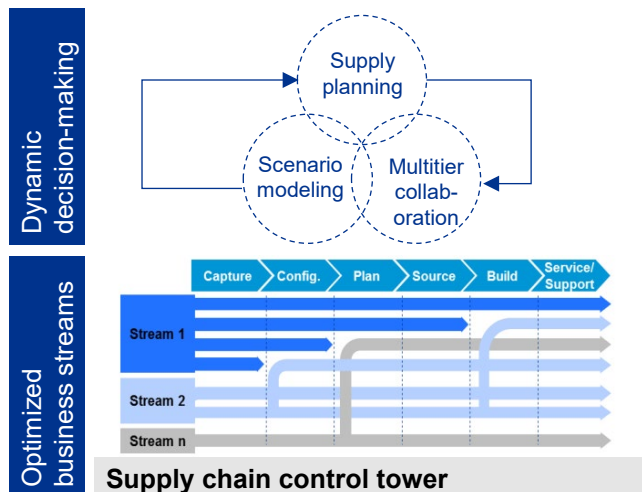 Dynamic
decision-making
Supply
planning
Scenario
modeling
Multitier
collab-
oration
Optimized
business streams
Capture
Config.
Plan
Source
Build
Service/
Support
Stream 1
Stream 2
Stream n
Supply chain control tower